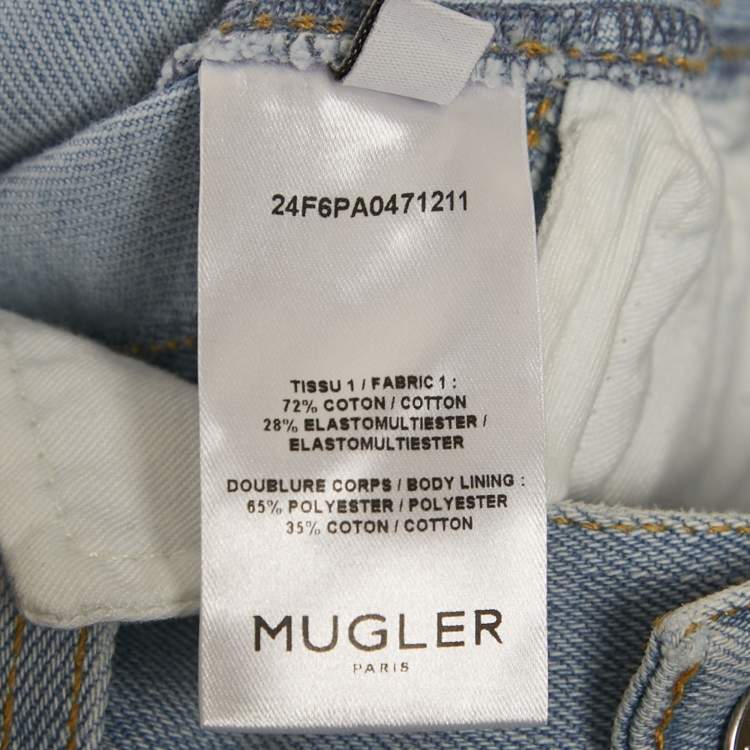 24F6PA0471211
TISSU 1 / FABRIC 1 :
72% COTON / COTTON
28% ELASTOMULTIESTER /
ELASTOMULTIESTER
DOUBLURE CORPS / BODY LINING :
65% POLYESTER / POLYESTER
35% COTON / COTTON
MUGLER
PARIS